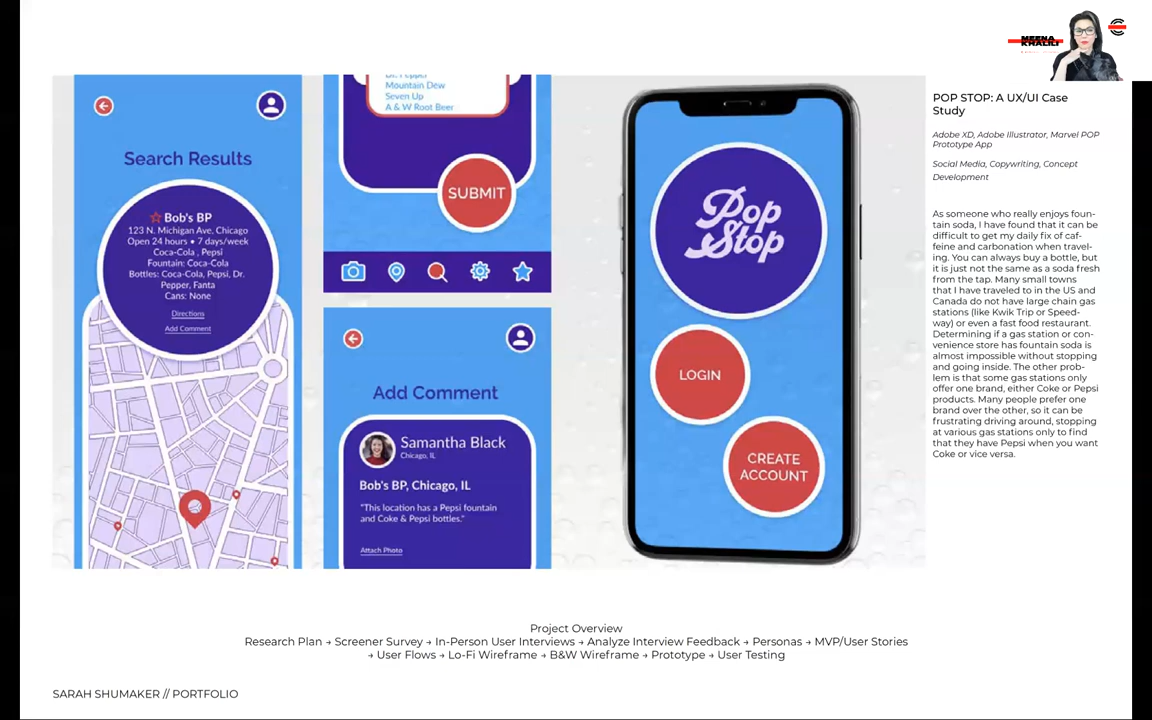 MEENA
KHALILI
Search Results
Bob's BP
123 N. Michigan Ave, Chicago
Open 24 hours • 7 days/week
Coca-Cola , Pepsi
Fountain: Coca-Cola
Bottles: Coca-Cola, Pepsi, Dr.
Pepper, Fanta
Cans: None
Directions
Add Comment
Dr. Pepper
Mountain Dew
Seven Up
A & W Root Beer
SUBMIT
Add Comment
Samantha Black
Chicago, IL
Bob's BP, Chicago, IL
"This location has a Pepsi fountain
and Coke & Pepsi bottles."
Attach Photo
Pop
Stop
LOGIN
CREATE
ACCOUNT
POP STOP: A UX/UI Case
Study
Adobe XD, Adobe Illustrator, Marvel POP
Prototype App
Social Media, Copywriting, Concept
Development
As someone who really enjoys foun-
tain soda, I have found that it can be
difficult to get my daily fix of caf-
feine and carbonation when travel-
ing. You can always buy a bottle, but
it is just not the same as a soda fresh
from the tap. Many small towns
that I have traveled to in the US and
Canada do not have large chain gas
stations (like Kwik Trip or Speed-
way) or even a fast food restaurant.
Determining if a gas station or con-
venience store has fountain soda is
almost impossible without stopping
and going inside. The other prob-
lem is that some gas stations only
offer one brand, either Coke or Pepsi
products. Many people prefer one
brand over the other, so it can be
frustrating driving around, stopping
at various gas stations only to find
that they have Pepsi when you want
Coke or vice versa.
Project Overview
Research Plan → Screener Survey → In-Person User Interviews → Analyze Interview Feedback → Personas → MVP/User Stories
→ User Flows → Lo-Fi Wireframe → B&W Wireframe → Prototype → User Testing
SARAH SHUMAKER // PORTFOLIO